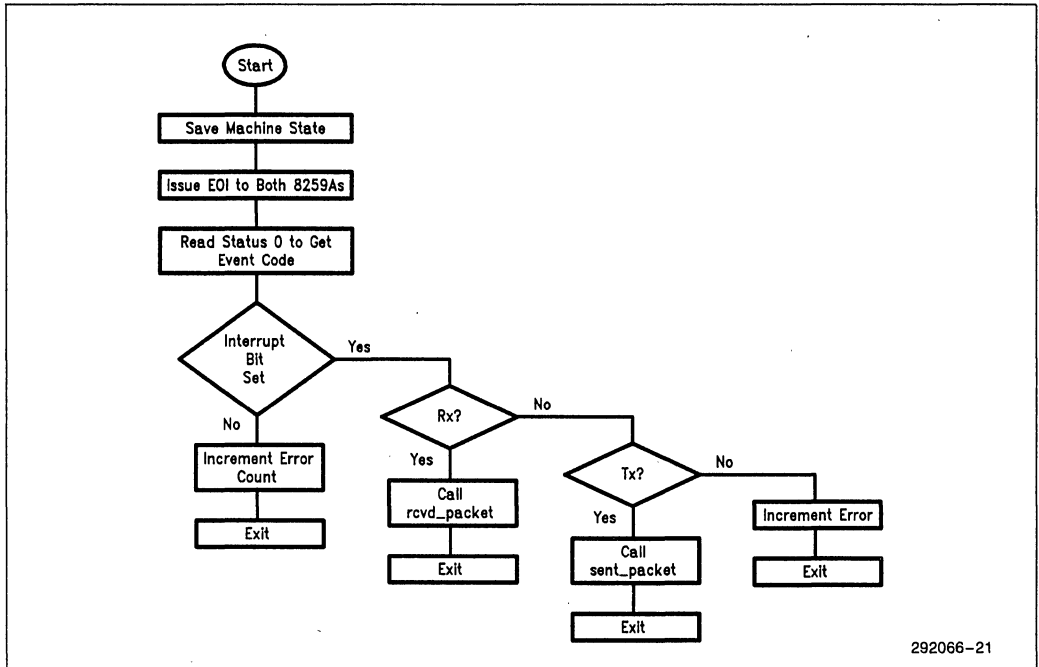 Start
Save Machine State
Issue EOI to Both 8259As
Read Status 0 to Get
Event Code
Interrupt
Bit
Set
Yes
No
Increment Error
Count
Exit
Rx?
No
Yes
Call
rcvd_packet
Exit
Tx?
No
Yes
Call
sent_packet
Exit
Increment Error
Exit
292066-21